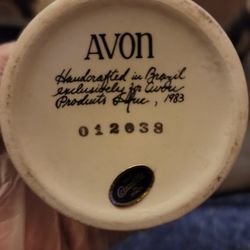 AVON
Handcrafted in Brazil
exclusively for Avon
Products, Inc., 1983
012038